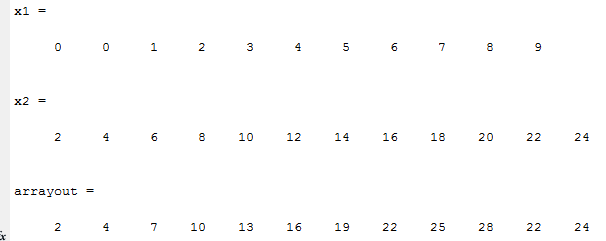 x1 =
0 0 1 2 3 4 5 6 7 8 9
x2 =
2 4 6 8 10 12 14 16 18 20 22 24
arrayout =
2 4 7 10 13 16 19 22 25 28 22 24